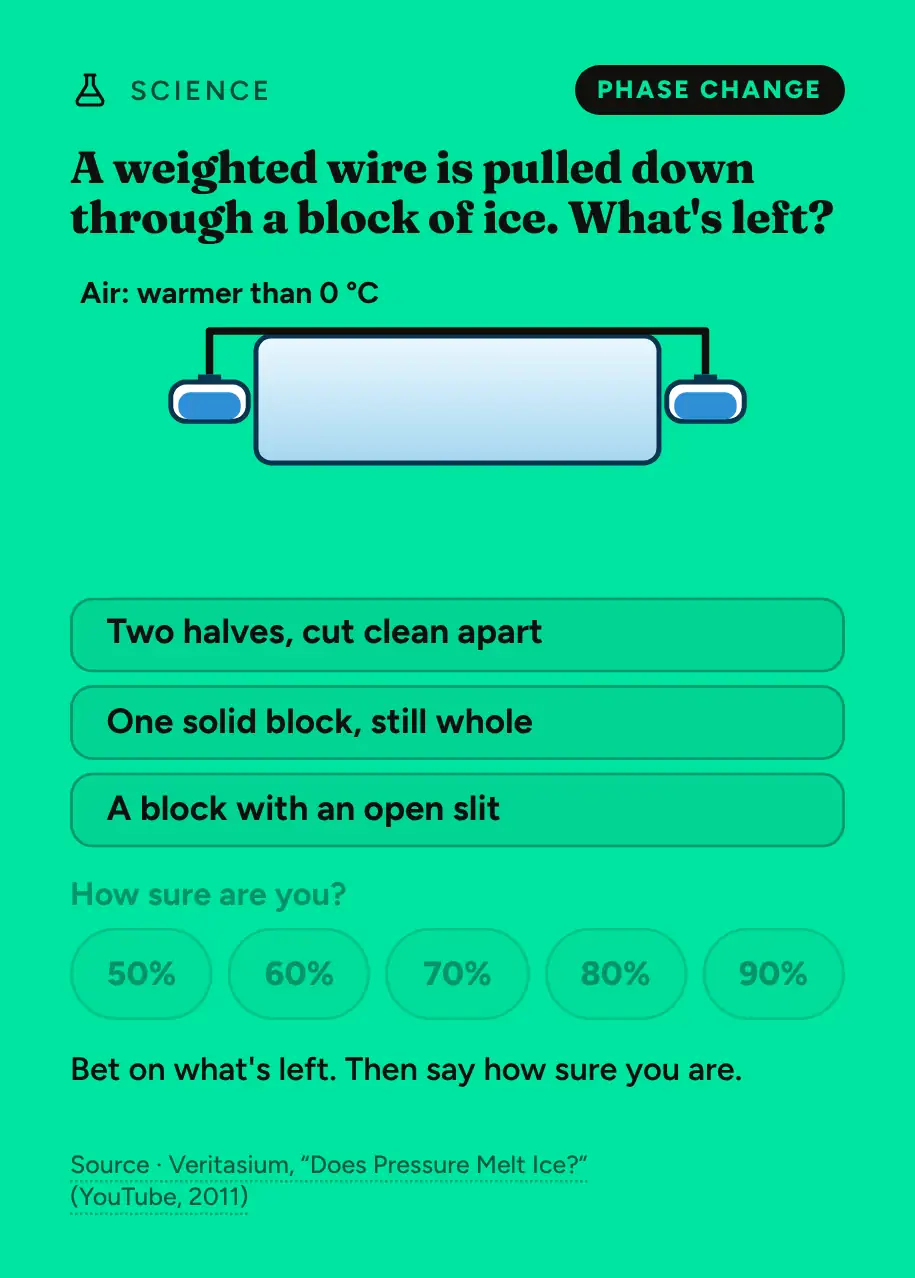 SCIENCE
PHASE CHANGE
A weighted wire is pulled down
through a block of ice. What's left?
Air: warmer than 0 °C
Two halves, cut clean apart
One solid block, still whole
A block with an open slit
How sure are you?
50% 60% 70% 80% 90%
Bet on what's left. Then say how sure you are.
Source · Veritasium, “Does Pressure Melt Ice?“
(YouTube, 2011)